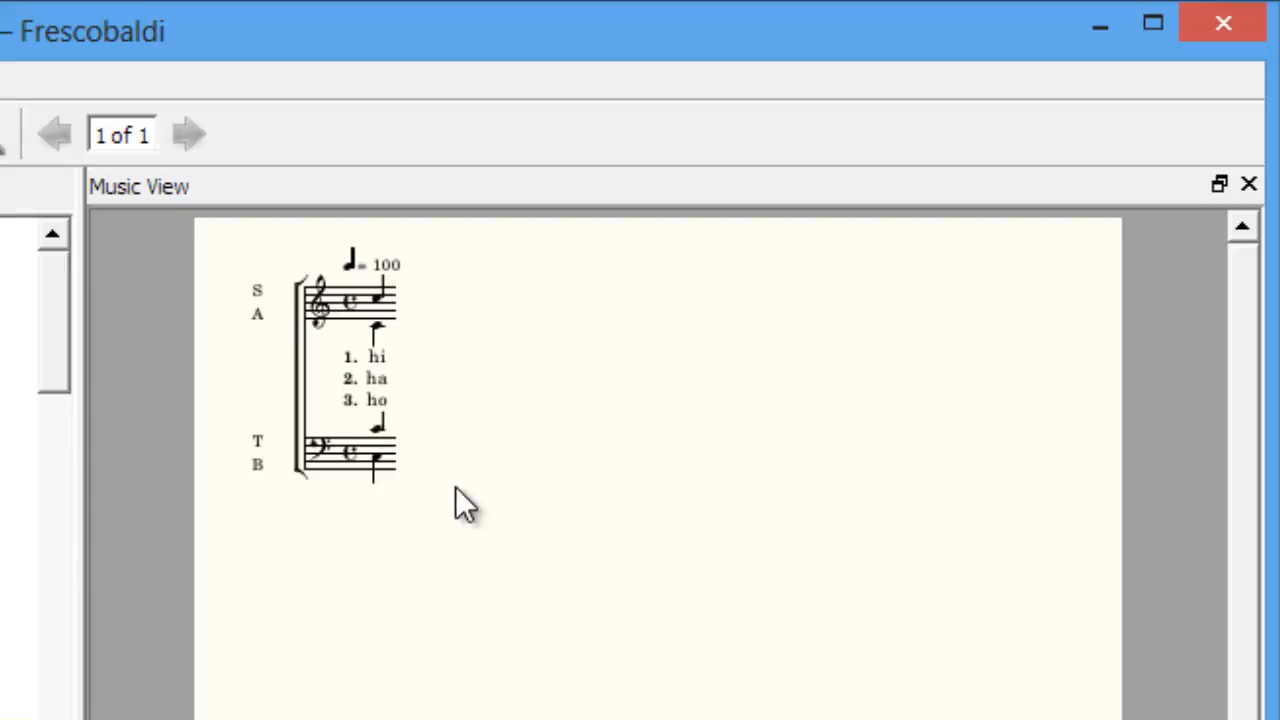 – Frescobaldi
1 of 1
Music View
= 100
S
A
1. hi
2. ha
3. ho
T
B